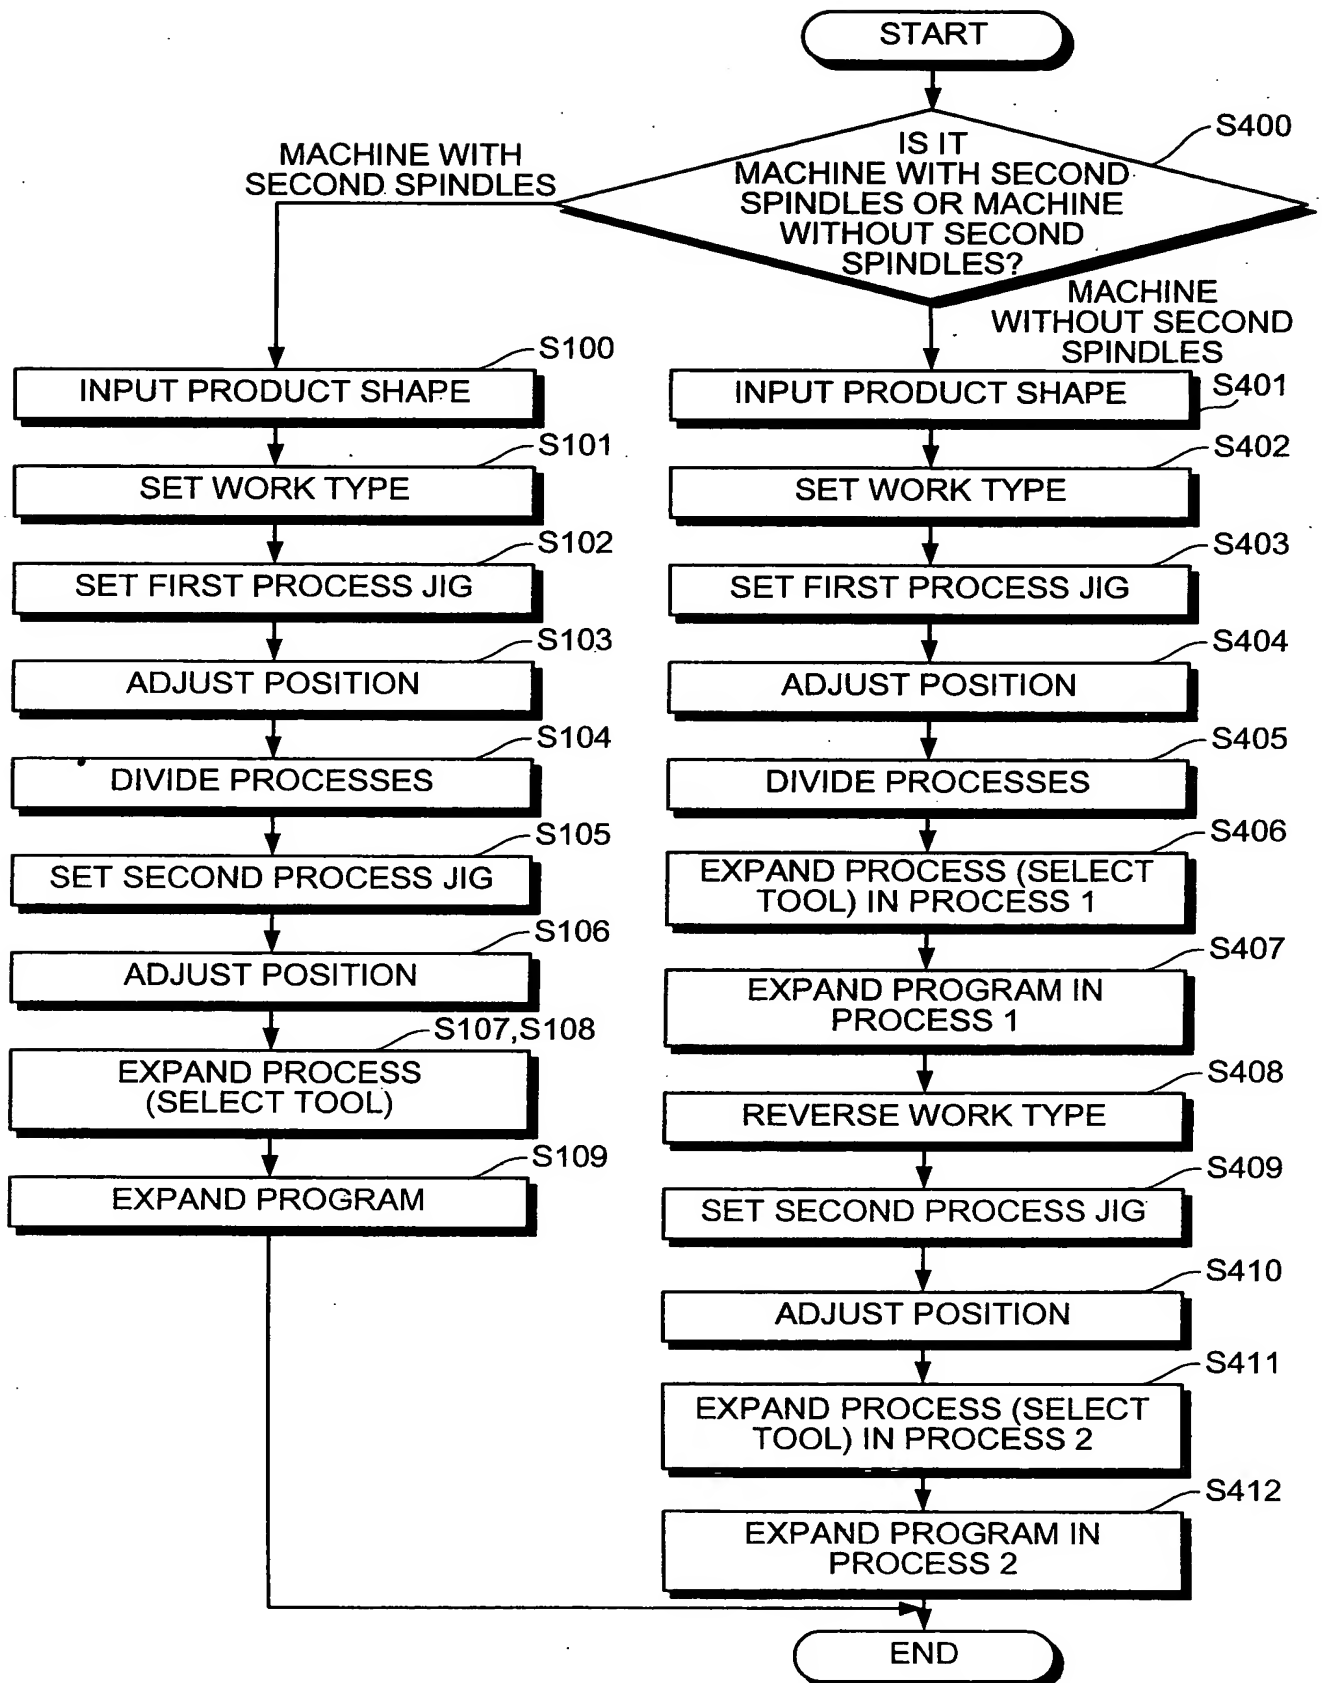 START
S400
IS IT
MACHINE WITH SECOND
SPINDLES OR MACHINE
WITHOUT SECOND
SPINDLES?
MACHINE WITH
SECOND SPINDLES
MACHINE
WITHOUT SECOND
SPINDLES
S100
INPUT PRODUCT SHAPE
S101
SET WORK TYPE
S102
SET FIRST PROCESS JIG
S103
ADJUST POSITION
S104
DIVIDE PROCESSES
S105
SET SECOND PROCESS JIG
S106
ADJUST POSITION
S107,S108
EXPAND PROCESS
(SELECT TOOL)
S109
EXPAND PROGRAM
S401
INPUT PRODUCT SHAPE
S402
SET WORK TYPE
S403
SET FIRST PROCESS JIG
S404
ADJUST POSITION
S405
DIVIDE PROCESSES
S406
EXPAND PROCESS (SELECT
TOOL) IN PROCESS 1
S407
EXPAND PROGRAM IN
PROCESS 1
S408
REVERSE WORK TYPE
S409
SET SECOND PROCESS JIG
S410
ADJUST POSITION
S411
EXPAND PROCESS (SELECT
TOOL) IN PROCESS 2
S412
EXPAND PROGRAM IN
PROCESS 2
END